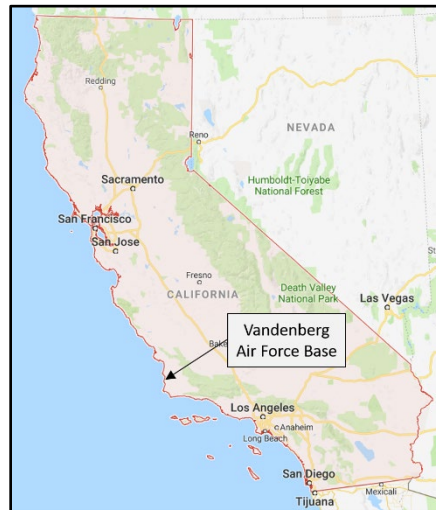 Redding
Reno
NEVADA
Sacramento
Humboldt-Toiyabe
National Forest
San Francisco
San Jose
Fresno
Death Valley
National Park
CALIFORNIA
Las Vegas
Vandenberg
Air Force Base
Bake
Los Angeles
Anaheim
Long Beach
San Diego
Mexicali
Tijuana